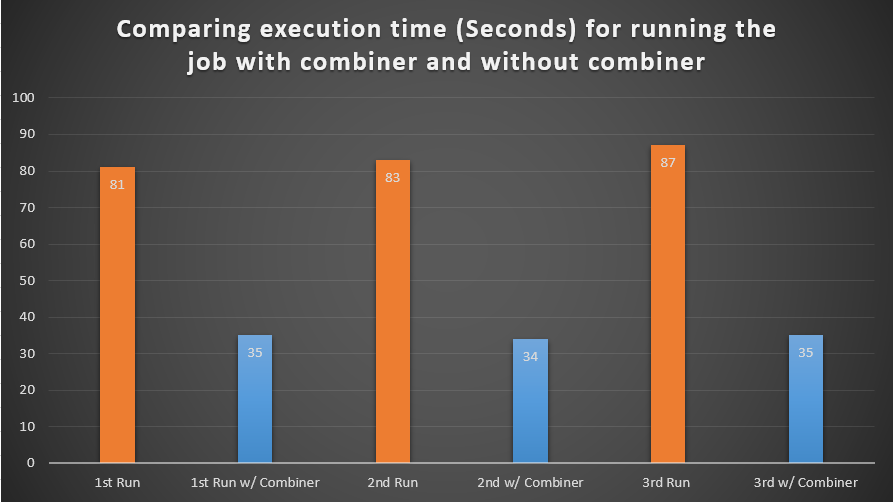 Comparing execution time (Seconds) for running the
job with combiner and without combiner
100
90
80
70
60
50
40
30
20
10
0
81
35
83
34
87
35
1st Run
1st Run w/ Combiner
2nd Run
2nd w/ Combiner
3rd Run
3rd w/ Combiner